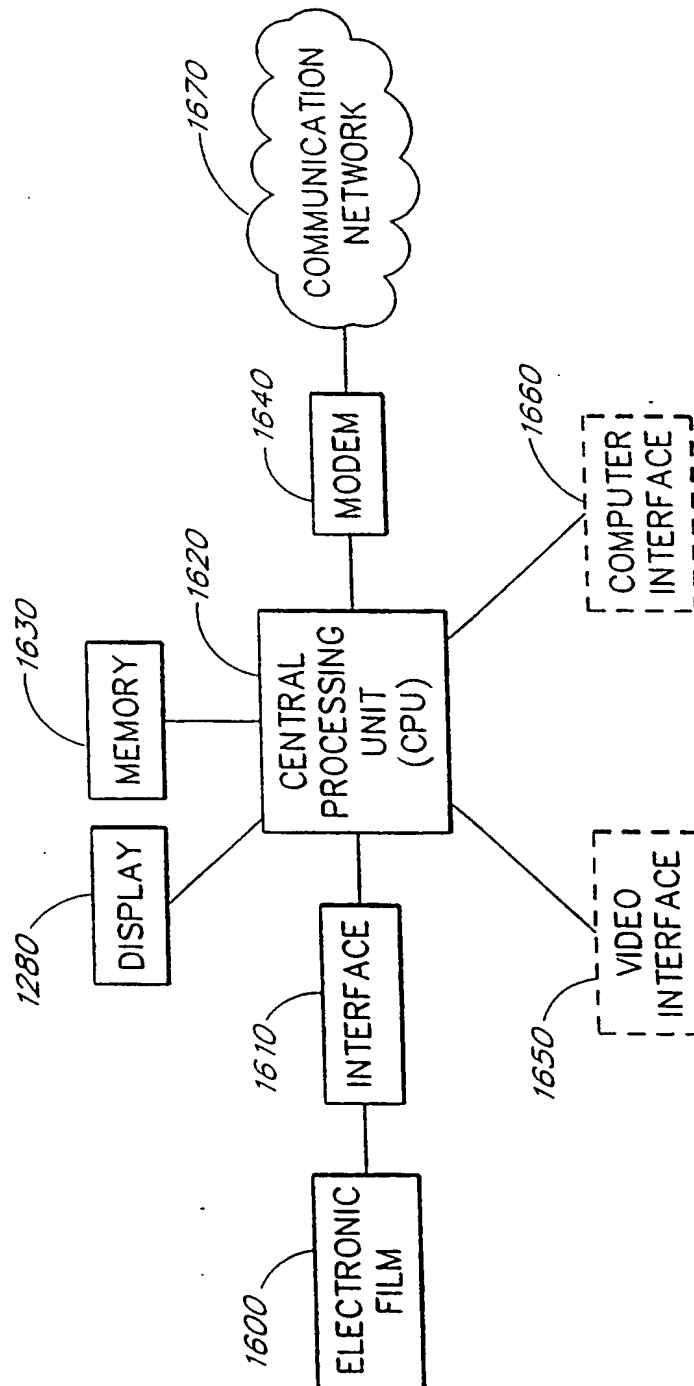 1280
DISPLAY
1630
MEMORY
1600
ELECTRONIC
FILM
1610
INTERFACE
1620
CENTRAL
PROCESSING
UNIT
(CPU)
1640
MODEM
1670
COMMUNICATION
NETWORK
1650
VIDEO
INTERFACE
1660
COMPUTER
INTERFACE